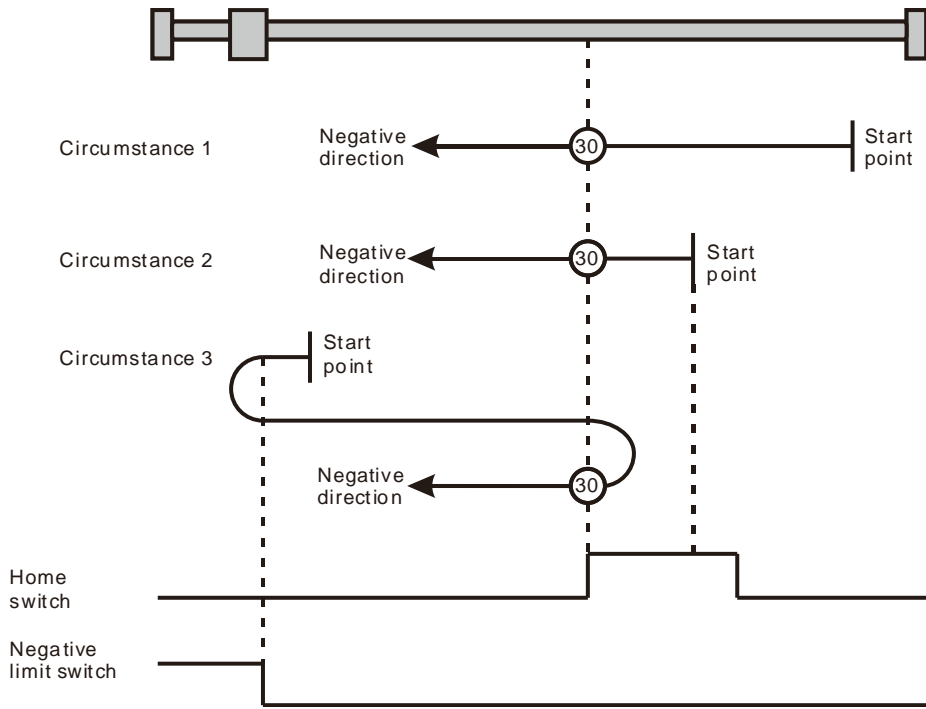 Circumstance 1
Negative
direction
30
Start
point
Circumstance 2
Negative
direction
30
Start
point
Circumstance 3
Start
point
Negative
direction
30
Home
switch
Negative
limit switch